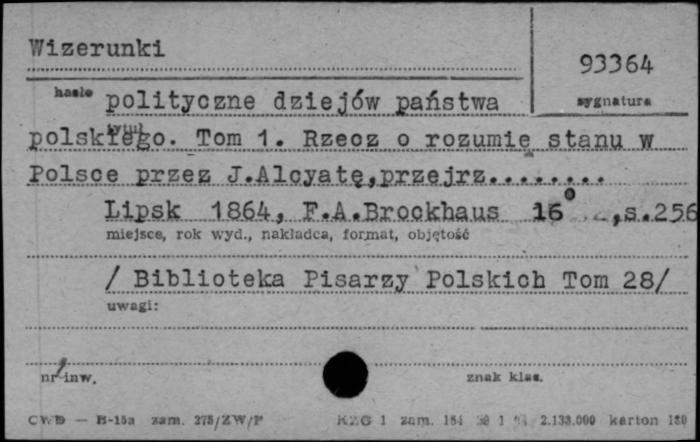 Wizerunki
93364
hasło
sygnatura
polityczne dziejów państwa
tytuł
polskiego. Tom 1. Rzecz o rozumie stanu w
Polsce przez J.Alcyatę,przejrz........
Lipsk 1864, F.A.Brockhaus 16° ,s.256
miejsce, rok wyd., nakładca, format, objętość
/ Biblioteka Pisarzy Polskich Tom 28/
uwagi:
nr inw.
znak klas.
CWD — B-15a zam. 275/ZW/P
KZG 1 zam. 184 2.133.000 karton 180